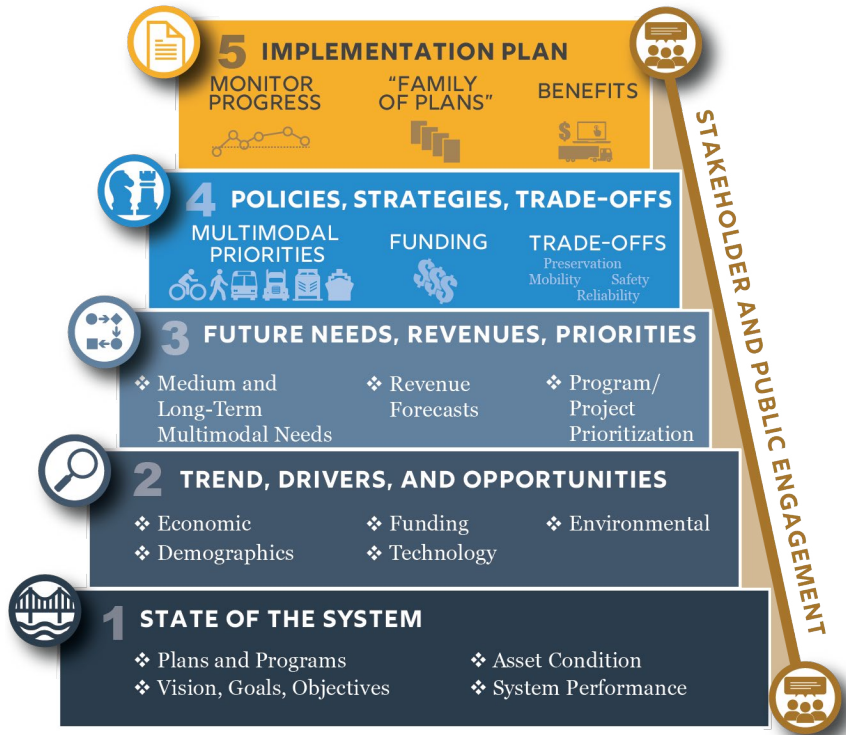 5 IMPLEMENTATION PLAN
MONITOR
PROGRESS
"FAMILY
OF PLANS"
BENEFITS
$
4 POLICIES, STRATEGIES, TRADE-OFFS
MULTIMODAL
PRIORITIES
FUNDING
$$$
TRADE-OFFS
Preservation
Mobility Safety
Reliability
3 FUTURE NEEDS, REVENUES, PRIORITIES
❖ Medium and
Long-Term
Multimodal Needs
❖ Revenue
Forecasts
❖ Program/
Project
Prioritization
2 TREND, DRIVERS, AND OPPORTUNITIES
❖ Economic
❖ Demographics
❖ Funding
❖ Technology
❖ Environmental
1 STATE OF THE SYSTEM
❖ Plans and Programs
❖ Vision, Goals, Objectives
❖ Asset Condition
❖ System Performance
STAKEHOLDER AND PUBLIC ENGAGEMENT